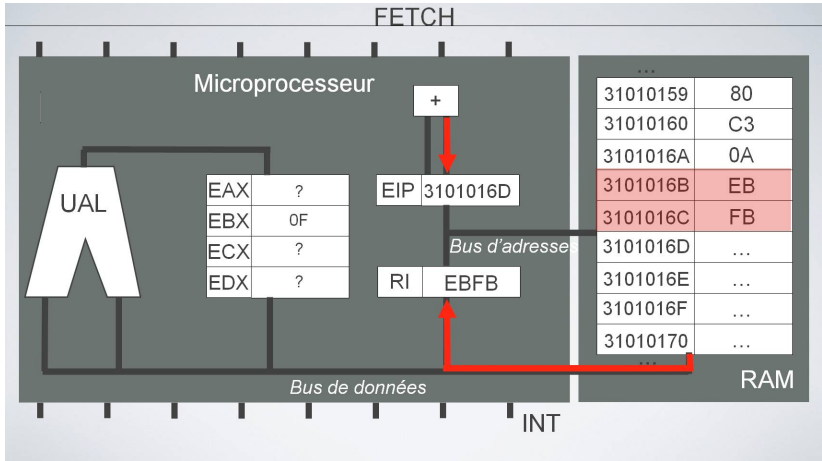 FETCH
Microprocesseur
+
UAL
EAX ?
EBX 0F
ECX ?
EDX ?
EIP 3101016D
Bus d'adresses
RI EBFB
Bus de données
INT
...
31010159 80
31010160 C3
3101016A 0A
3101016B EB
3101016C FB
3101016D ...
3101016E ...
3101016F ...
31010170 ...
...
RAM